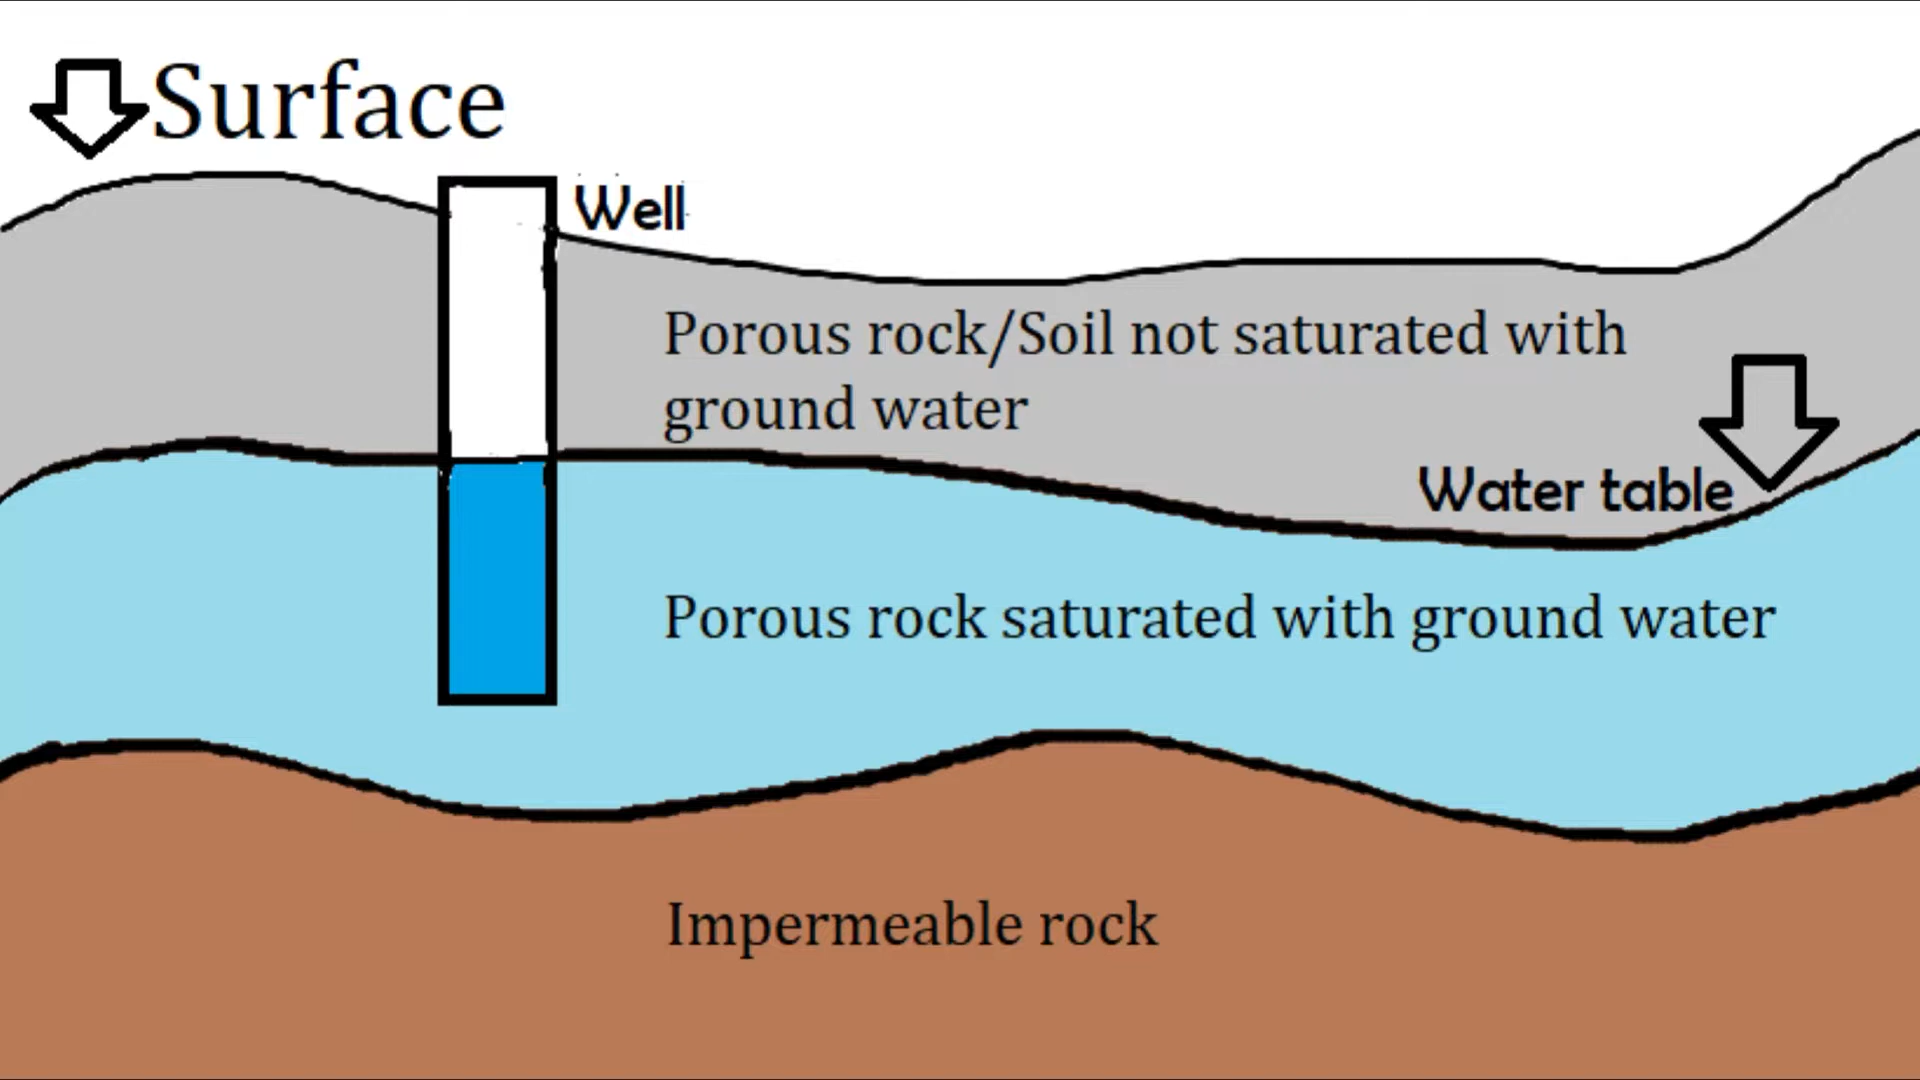 Surface
Well
Porous rock/Soil not saturated with
ground water
Water table
Porous rock saturated with ground water
Impermeable rock